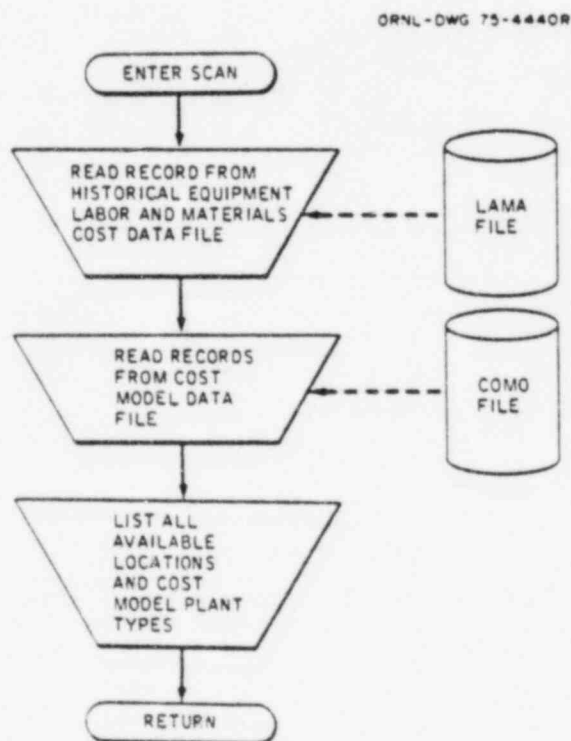 ORNL-DWG 75-4440R
ENTER SCAN
READ RECORD FROM
HISTORICAL EQUIPMENT
LABOR AND MATERIALS
COST DATA FILE
LAMA
FILE
READ RECORDS
FROM COST
MODEL DATA
FILE
COMO
FILE
LIST ALL
AVAILABLE
LOCATIONS
AND COST
MODEL PLANT
TYPES
RETURN